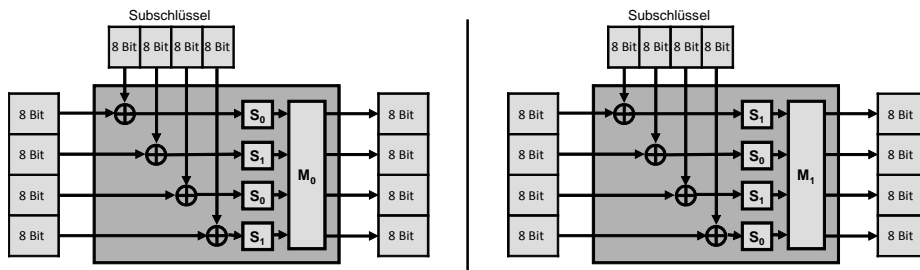 Subschlüssel
8 Bit 8 Bit 8 Bit 8 Bit
8 Bit S0 8 Bit
8 Bit S1 8 Bit
M0
8 Bit S0 8 Bit
8 Bit S1 8 Bit
Subschlüssel
8 Bit 8 Bit 8 Bit 8 Bit
8 Bit S1 8 Bit
8 Bit S0 8 Bit
M1
8 Bit S1 8 Bit
8 Bit S0 8 Bit